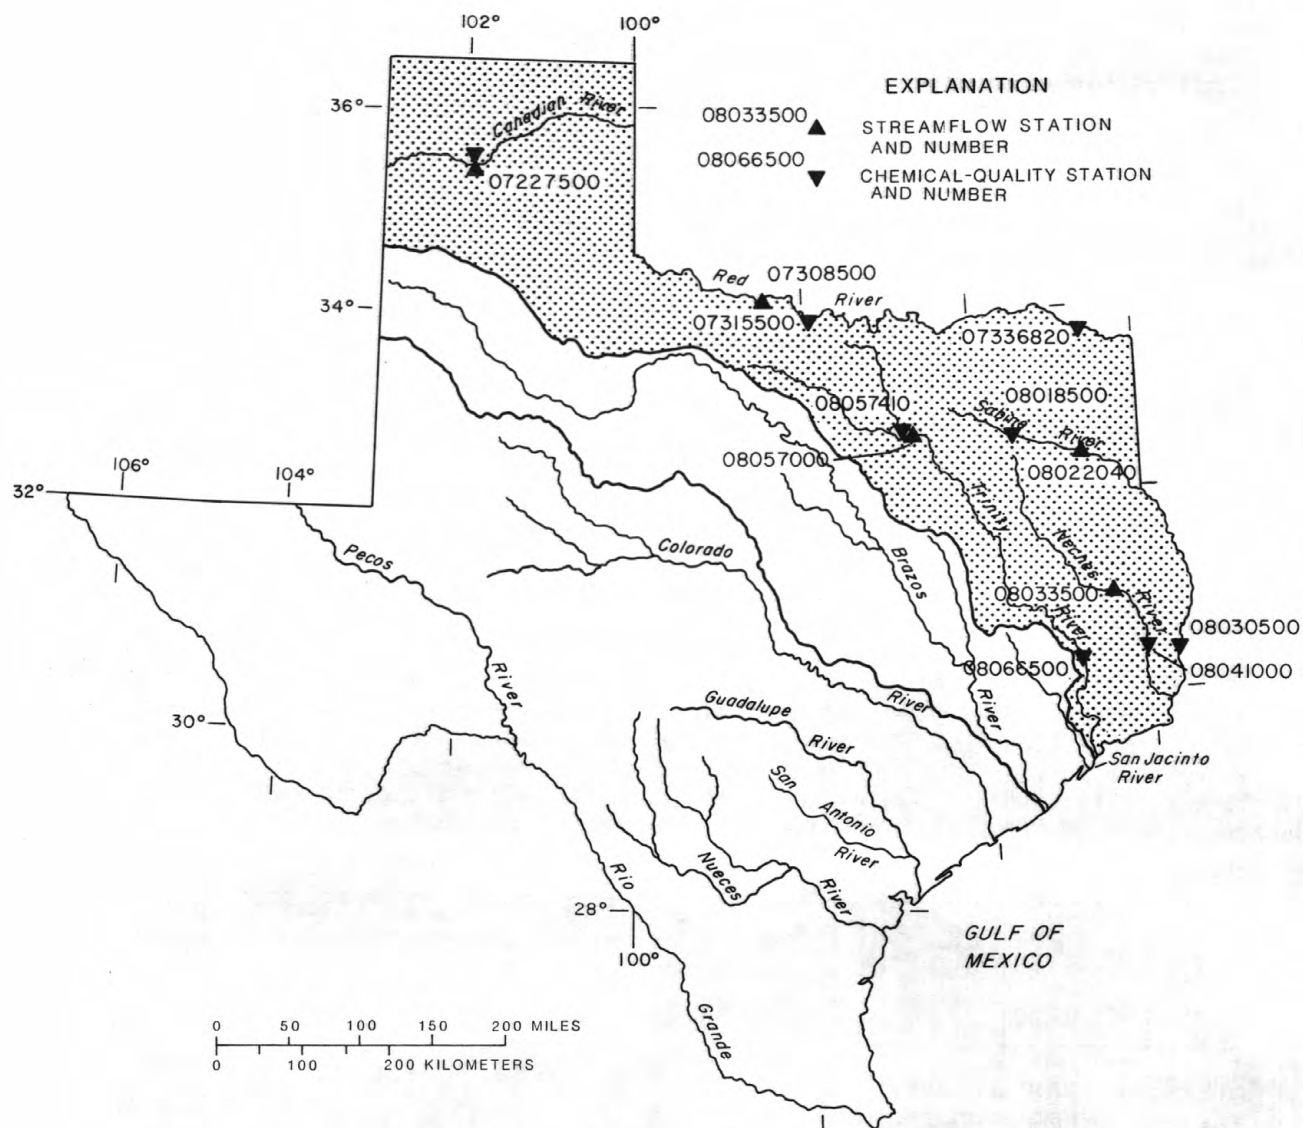 102°
100°
36°
Canadian River
07227500
EXPLANATION
08033500
STREAMFLOW STATION
AND NUMBER
08066500
CHEMICAL-QUALITY STATION
AND NUMBER
34°
Red
River
07308500
07315500
07336820
08057410
08018500
Sabine River
08057000
08022040
106°
104°
32°
Trinity
River
Pecos
River
Colorado
River
Brazos
River
Neches
River
08033500
08030500
08066500
08041000
30°
Guadalupe
River
San
Antonio
River
San Jacinto
River
Nueces
River
Rio
Grande
28°
100°
GULF OF
MEXICO
0 50 100 150 200 MILES
0 100 200 KILOMETERS